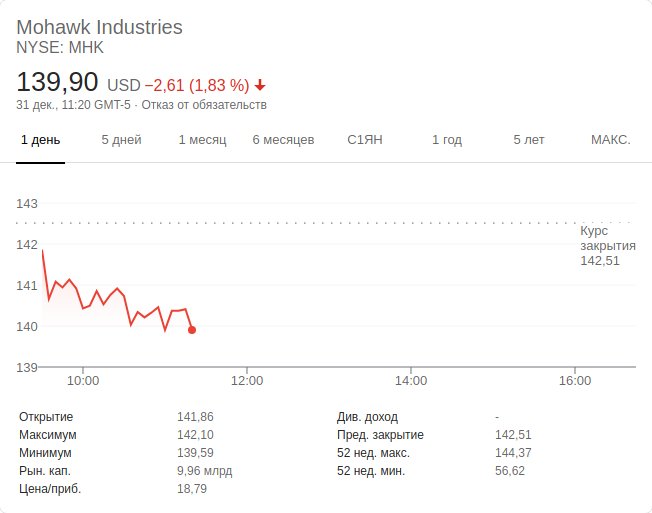 Mohawk Industries
NYSE: MHK
139,90 USD −2,61 (1,83 %)
31 дек., 11:20 GMT-5 · Отказ от обязательств
1 день 5 дней 1 месяц 6 месяцев С1ЯН 1 год 5 лет МАКС.
143
Курс
142 закрытия
142,51
141
140
139
10:00 12:00 14:00 16:00
Открытие 141,86 Див. доход -
Максимум 142,10 Пред. закрытие 142,51
Минимум 139,59 52 нед. макс. 144,37
Рын. кап. 9,96 млрд 52 нед. мин. 56,62
Цена/приб. 18,79